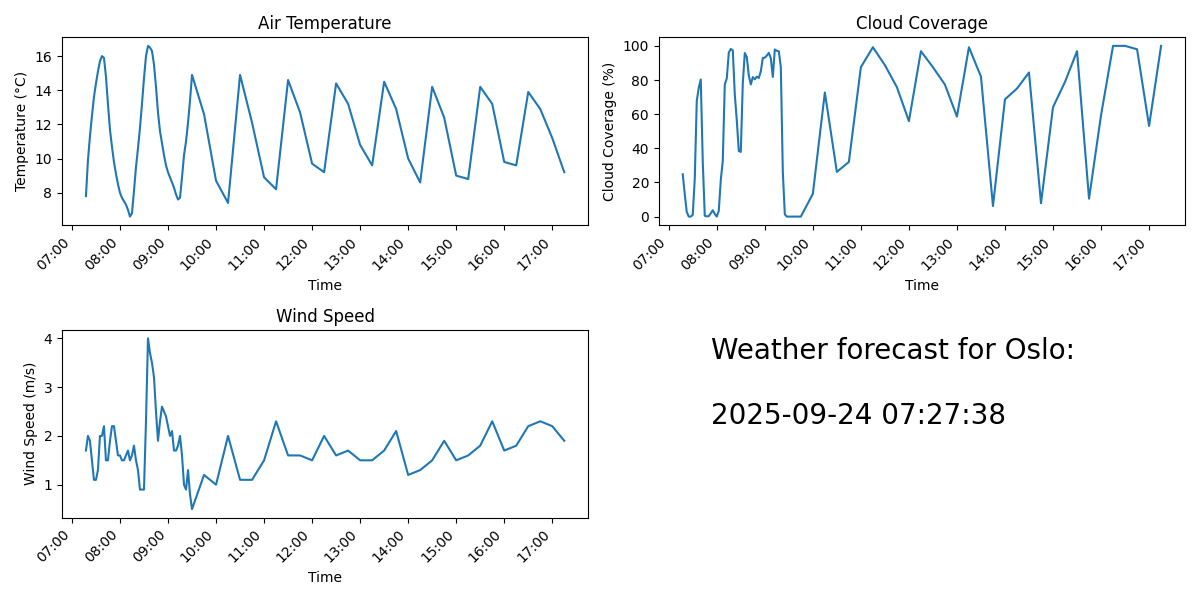 Air Temperature
Temperature (°C)
16
14
12
10
8
07:00 08:00 09:00 10:00 11:00 12:00 13:00 14:00 15:00 16:00 17:00
Time
Cloud Coverage
Cloud Coverage (%)
100
80
60
40
20
0
07:00 08:00 09:00 10:00 11:00 12:00 13:00 14:00 15:00 16:00 17:00
Time
Wind Speed
Wind Speed (m/s)
4
3
2
1
07:00 08:00 09:00 10:00 11:00 12:00 13:00 14:00 15:00 16:00 17:00
Time
Weather forecast for Oslo:
2025-09-24 07:27:38